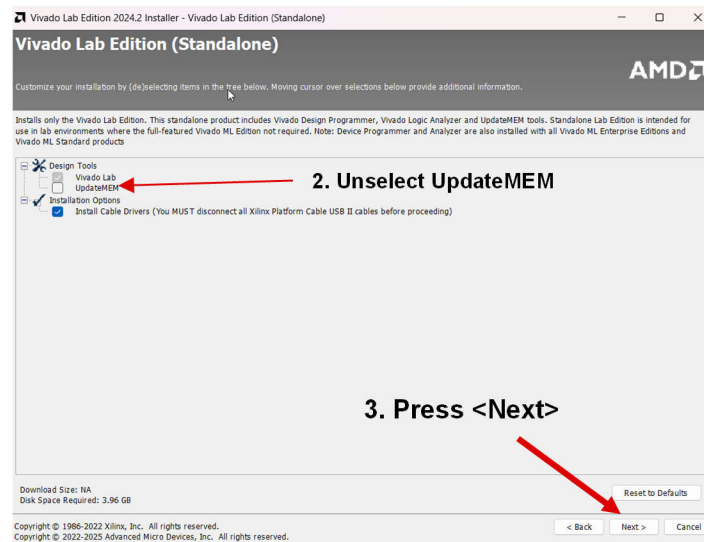 Vivado Lab Edition 2024.2 Installer - Vivado Lab Edition (Standalone)
Vivado Lab Edition (Standalone)
AMD
Customize your installation by (de)selecting items in the tree below. Moving cursor over selections below provide additional information.
Installs only the Vivado Lab Edition. This standalone product includes Vivado Design Programmer, Vivado Logic Analyzer and UpdateMEM tools. Standalone Lab Edition is intended for
use in lab environments where the full-featured Vivado ML Edition not required. Note: Device Programmer and Analyzer are also installed with all Vivado ML Enterprise Editions and
Vivado ML Standard products
Design Tools
Vivado Lab
UpdateMEM
2. Unselect UpdateMEM
Installation Options
Install Cable Drivers (You MUST disconnect all Xilinx Platform Cable USB II cables before proceeding)
3. Press <Next>
Download Size: NA
Disk Space Required: 3.96 GB
Reset to Defaults
Copyright © 1986-2022 Xilinx, Inc. All rights reserved.
Copyright © 2022-2025 Advanced Micro Devices, Inc. All rights reserved.
< Back Next > Cancel